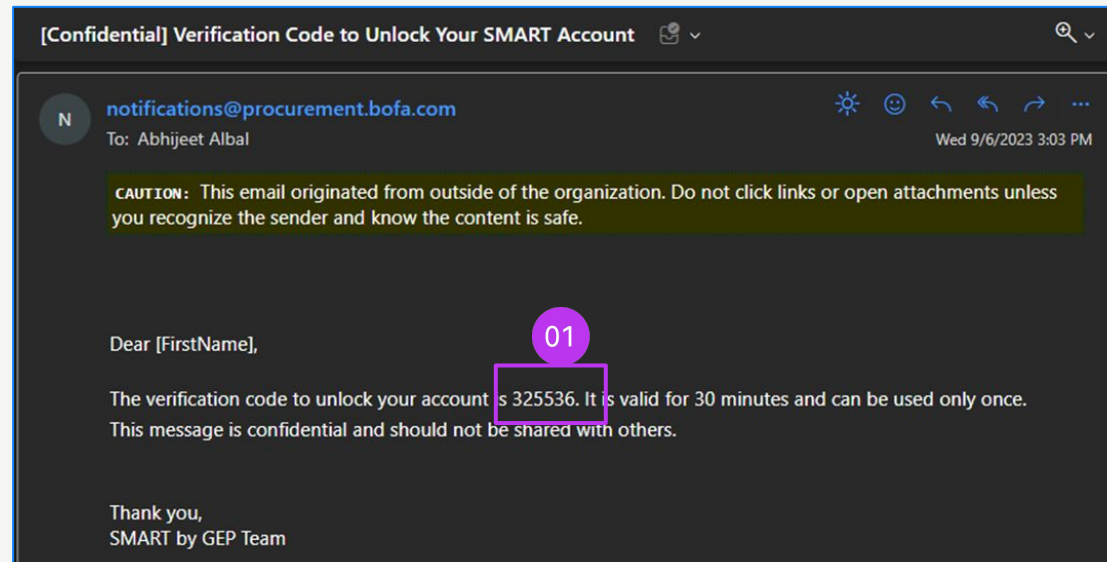 [Confidential] Verification Code to Unlock Your SMART Account
N
notifications@procurement.bofa.com
To: Abhijeet Albal
Wed 9/6/2023 3:03 PM
CAUTION: This email originated from outside of the organization. Do not click links or open attachments unless
you recognize the sender and know the content is safe.
01
Dear [FirstName],
The verification code to unlock your account is 325536. It is valid for 30 minutes and can be used only once.
This message is confidential and should not be shared with others.
Thank you,
SMART by GEP Team